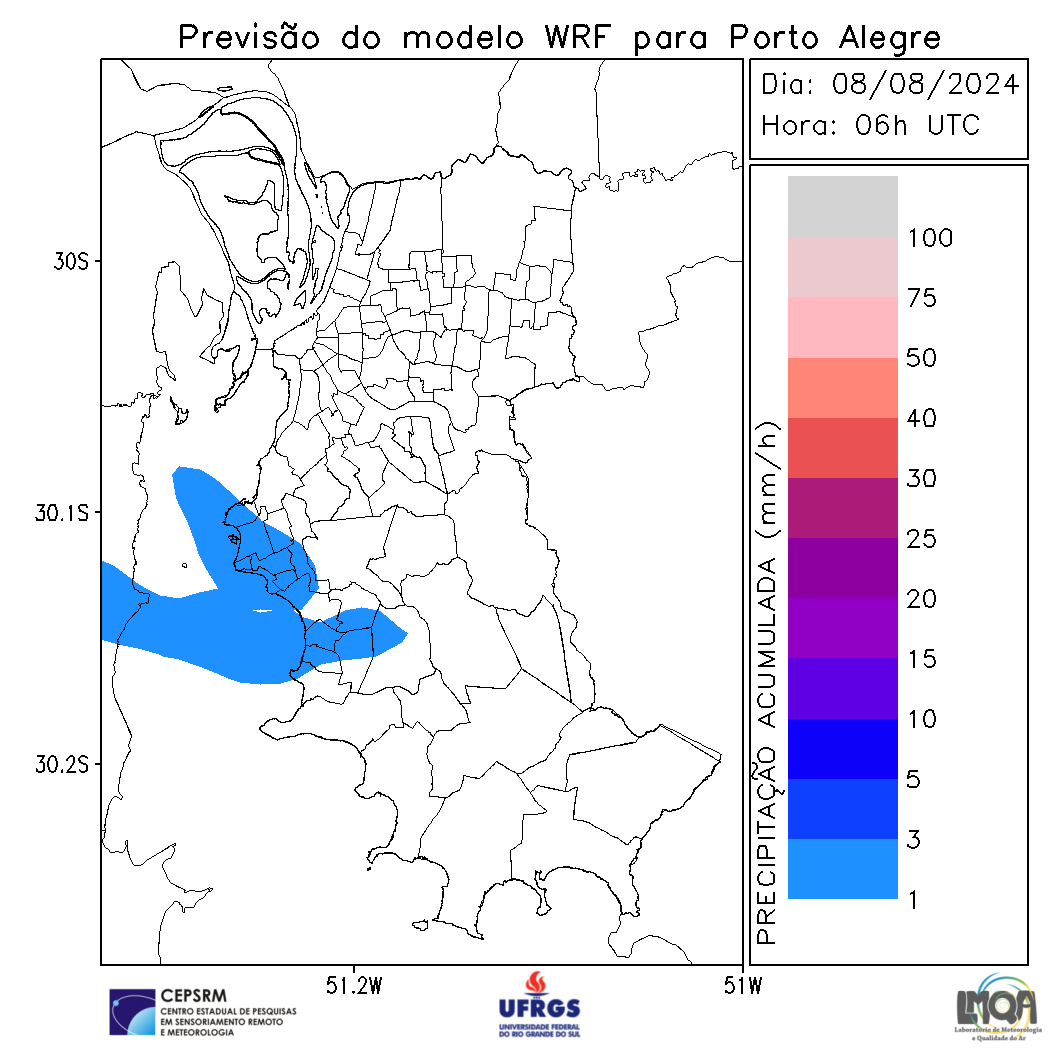 Previsão do modelo WRF para Porto Alegre
Dia: 08/08/2024
Hora: 06h UTC
30S
30.1S
30.2S
51.2W
51W
PRECIPITAÇÃO ACUMULADA (mm/h)
100
75
50
40
30
25
20
15
10
5
3
1
CEPSRM
CENTRO ESTADUAL DE PESQUISAS
EM SENSORIAMENTO REMOTO
E METEOROLOGIA
UFRGS
UNIVERSIDADE FEDERAL
DO RIO GRANDE DO SUL
LMQA
Laboratório de Meteorologia
e Qualidade do Ar